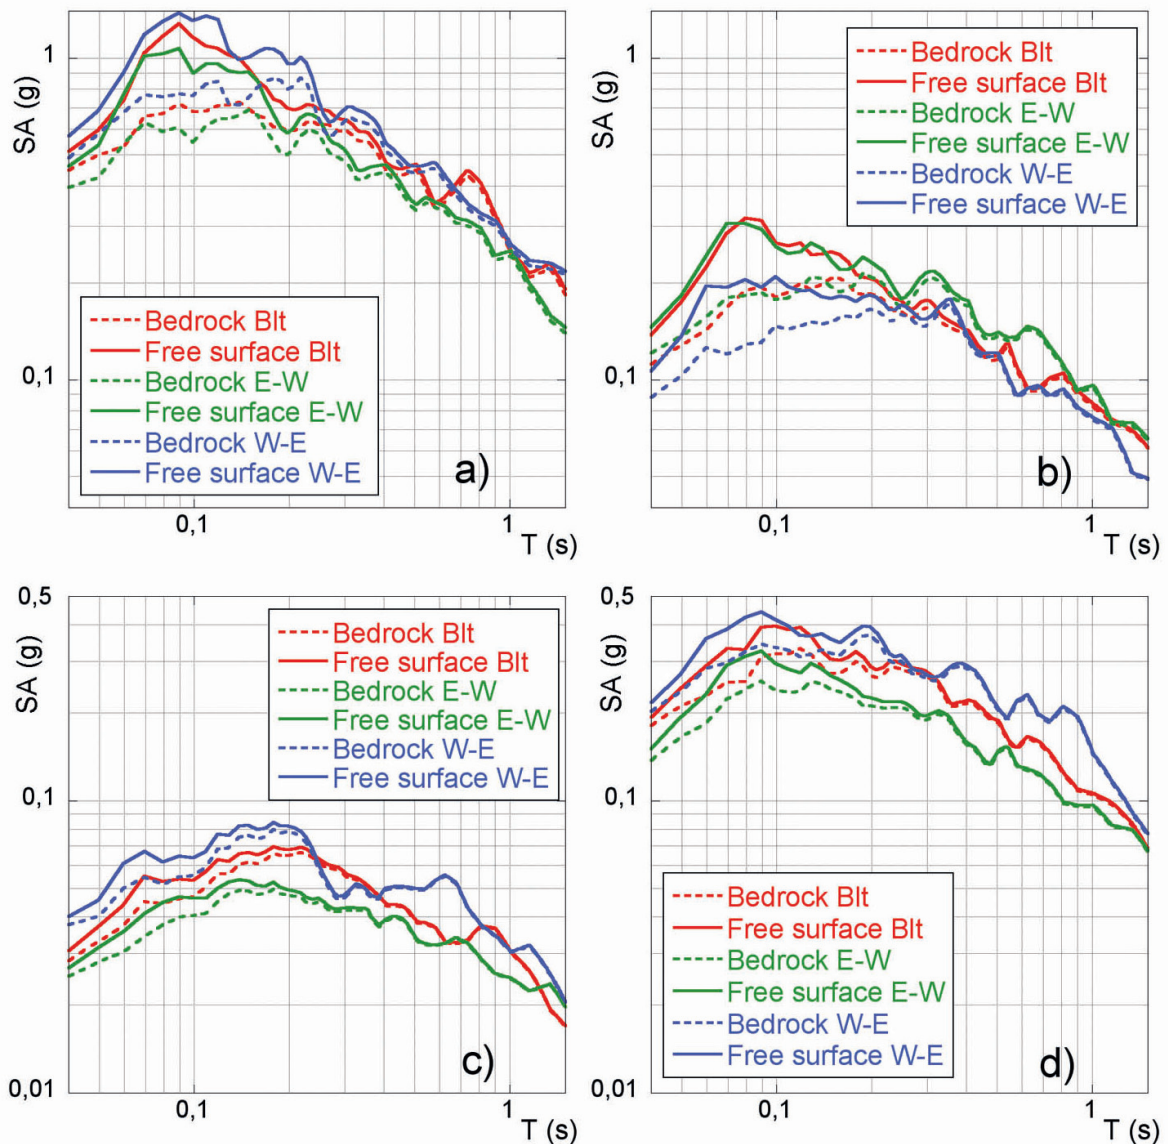 SA (g)
1
0,1
Bedrock Blt
Free surface Blt
Bedrock E-W
Free surface E-W
Bedrock W-E
Free surface W-E
a)
0,1
1
T (s)
SA (g)
1
0,1
Bedrock Blt
Free surface Blt
Bedrock E-W
Free surface E-W
Bedrock W-E
Free surface W-E
b)
0,1
1
T (s)
0,5
SA (g)
0,1
0,01
Bedrock Blt
Free surface Blt
Bedrock E-W
Free surface E-W
Bedrock W-E
Free surface W-E
c)
0,1
1
T (s)
0,5
SA (g)
0,1
0,01
Bedrock Blt
Free surface Blt
Bedrock E-W
Free surface E-W
Bedrock W-E
Free surface W-E
d)
0,1
1
T (s)